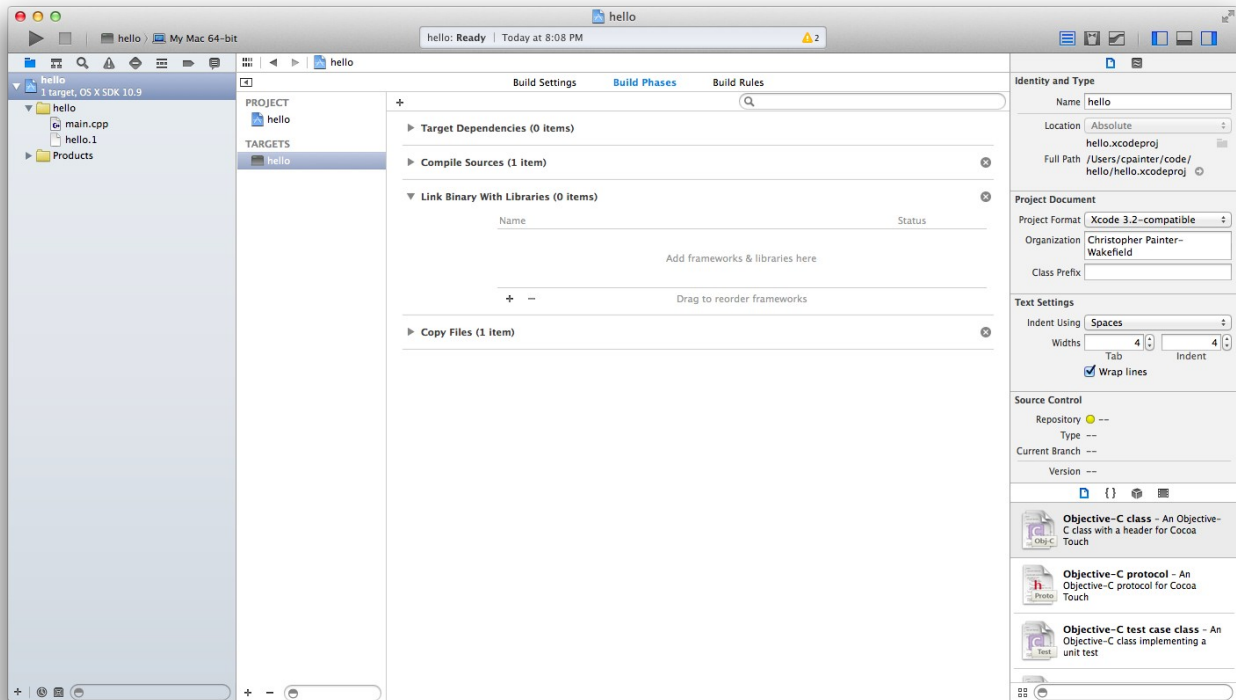 hello
hello › My Mac 64-bit
hello: Ready | Today at 8:08 PM
2
hello
1 target, OS X SDK 10.9
hello
main.cpp
hello.1
Products
hello
Build Settings
Build Phases
Build Rules
PROJECT
hello
TARGETS
hello
+
Target Dependencies (0 items)
Compile Sources (1 item)
Link Binary With Libraries (0 items)
Name
Status
Add frameworks & libraries here
+ −
Drag to reorder frameworks
Copy Files (1 item)
Identity and Type
Name hello
Location Absolute
hello.xcodeproj
Full Path /Users/cpainter/code/
hello/hello.xcodeproj
Project Document
Project Format Xcode 3.2-compatible
Organization Christopher Painter-
Wakefield
Class Prefix
Text Settings
Indent Using Spaces
Widths 4 4
Tab Indent
Wrap lines
Source Control
Repository --
Type --
Current Branch --
Version --
{ }
Objective-C class - An Objective-
C class with a header for Cocoa
Touch
Obj-C
Objective-C protocol - An
Objective-C protocol for Cocoa
Touch
h
Proto
Objective-C test case class - An
Objective-C class implementing a
unit test
Test
+
+ −